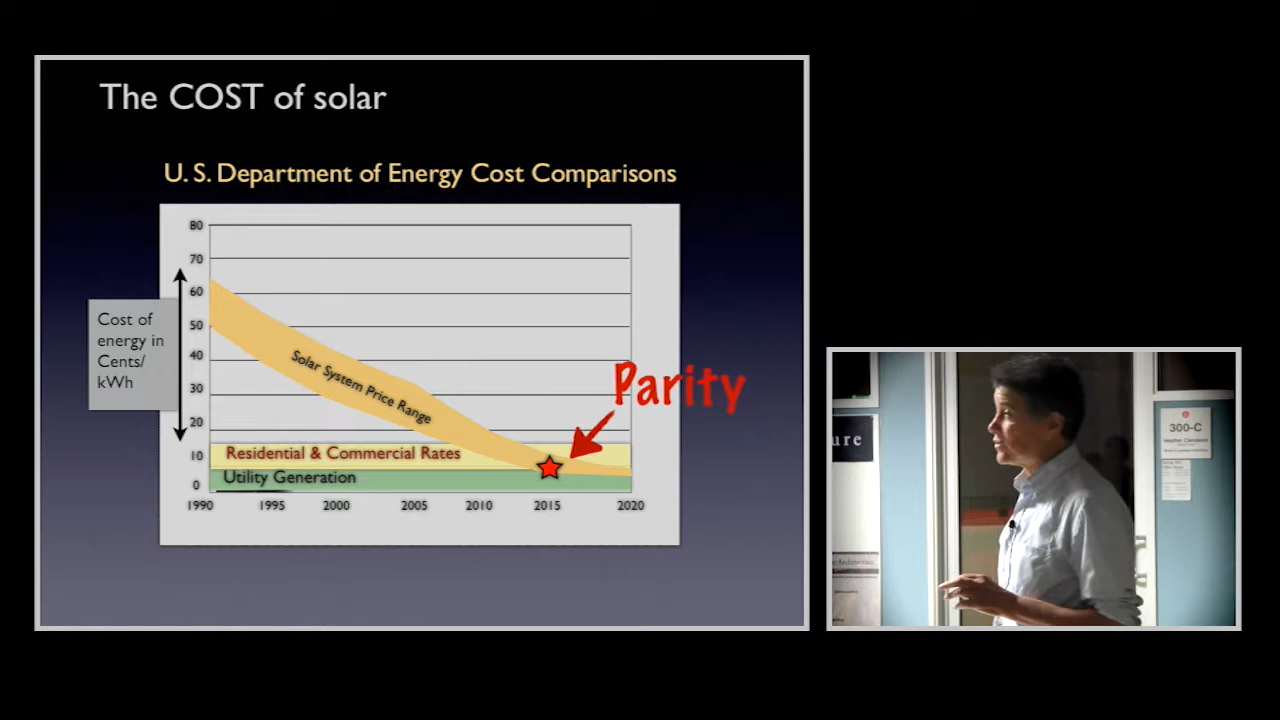 The COST of solar
U. S. Department of Energy Cost Comparisons
80
70
60
50
40
30
20
10
0
Cost of
energy in
Cents/
kWh
Solar System Price Range
Parity
Residential & Commercial Rates
Utility Generation
1990 1995 2000 2005 2010 2015 2020
ure
300-C